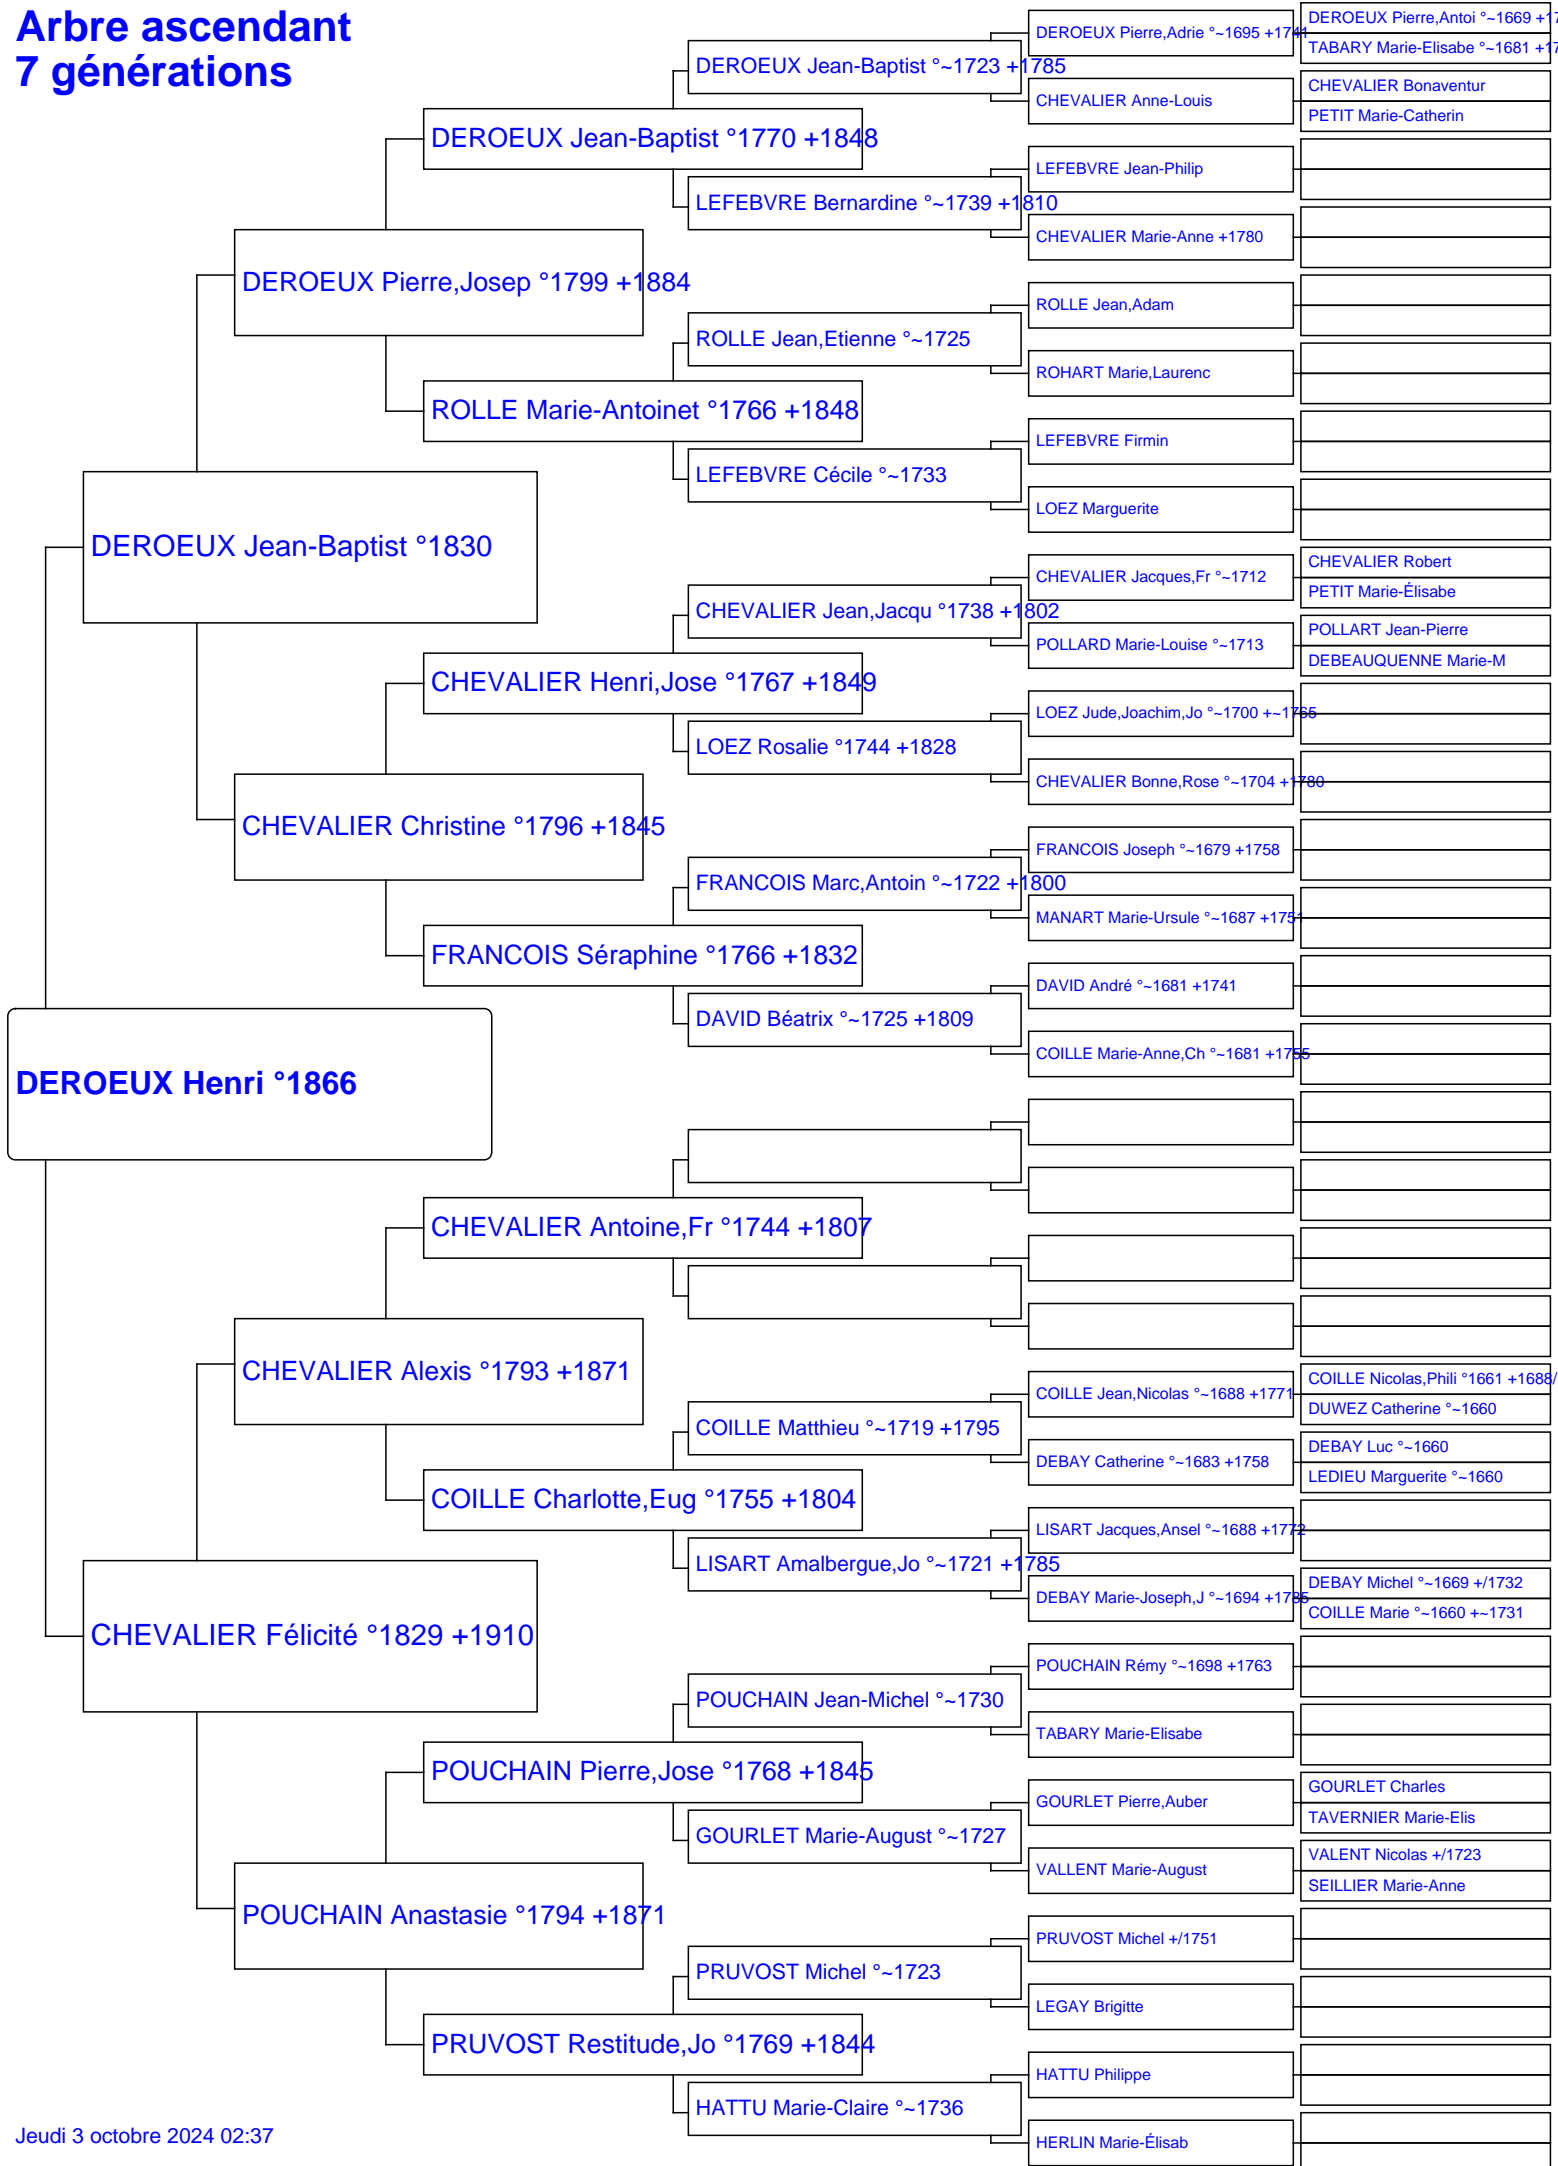 Arbre ascendant
7 générations
DEROEUX Pierre,Adrie °~1695 +1741
DEROEUX Pierre,Antoi °~1669 +17
TABARY Marie-Elisabe °~1681 +17
DEROEUX Jean-Baptist °~1723 +1785
CHEVALIER Anne-Louis
CHEVALIER Bonaventur
PETIT Marie-Catherin
DEROEUX Jean-Baptist °1770 +1848
LEFEBVRE Jean-Philip
LEFEBVRE Bernardine °~1739 +1810
CHEVALIER Marie-Anne +1780
DEROEUX Pierre,Josep °1799 +1884
ROLLE Jean,Adam
ROLLE Jean,Etienne °~1725
ROHART Marie,Laurenc
ROLLE Marie-Antoinet °1766 +1848
LEFEBVRE Firmin
LEFEBVRE Cécile °~1733
LOEZ Marguerite
DEROEUX Jean-Baptist °1830
CHEVALIER Jacques,Fr °~1712
CHEVALIER Robert
PETIT Marie-Élisabe
CHEVALIER Jean,Jacqu °1738 +1802
POLLARD Marie-Louise °~1713
POLLART Jean-Pierre
DEBEAUQUENNE Marie-M
CHEVALIER Henri,Jose °1767 +1849
LOEZ Jude,Joachim,Jo °~1700 +~1765
LOEZ Rosalie °1744 +1828
CHEVALIER Bonne,Rose °~1704 +1780
CHEVALIER Christine °1796 +1845
FRANCOIS Joseph °~1679 +1758
FRANCOIS Marc,Antoin °~1722 +1800
MANART Marie-Ursule °~1687 +1751
FRANCOIS Séraphine °1766 +1832
DAVID André °~1681 +1741
DAVID Béatrix °~1725 +1809
COILLE Marie-Anne,Ch °~1681 +1755
DEROEUX Henri °1866
CHEVALIER Antoine,Fr °1744 +1807
CHEVALIER Alexis °1793 +1871
COILLE Jean,Nicolas °~1688 +1771
COILLE Nicolas,Phili °1661 +1688/
DUWEZ Catherine °~1660
COILLE Matthieu °~1719 +1795
DEBAY Catherine °~1683 +1758
DEBAY Luc °~1660
LEDIEU Marguerite °~1660
COILLE Charlotte,Eug °1755 +1804
LISART Jacques,Ansel °~1688 +1772
LISART Amalbergue,Jo °~1721 +1785
DEBAY Marie-Joseph,J °~1694 +1785
DEBAY Michel °~1669 +/1732
COILLE Marie °~1660 +~1731
CHEVALIER Félicité °1829 +1910
POUCHAIN Rémy °~1698 +1763
POUCHAIN Jean-Michel °~1730
TABARY Marie-Elisabe
POUCHAIN Pierre,Jose °1768 +1845
GOURLET Pierre,Auber
GOURLET Charles
TAVERNIER Marie-Elis
GOURLET Marie-August °~1727
VALLENT Marie-August
VALENT Nicolas +/1723
SEILLIER Marie-Anne
POUCHAIN Anastasie °1794 +1871
PRUVOST Michel +/1751
PRUVOST Michel °~1723
LEGAY Brigitte
PRUVOST Restitude,Jo °1769 +1844
HATTU Philippe
HATTU Marie-Claire °~1736
HERLIN Marie-Élisab
Jeudi 3 octobre 2024 02:37